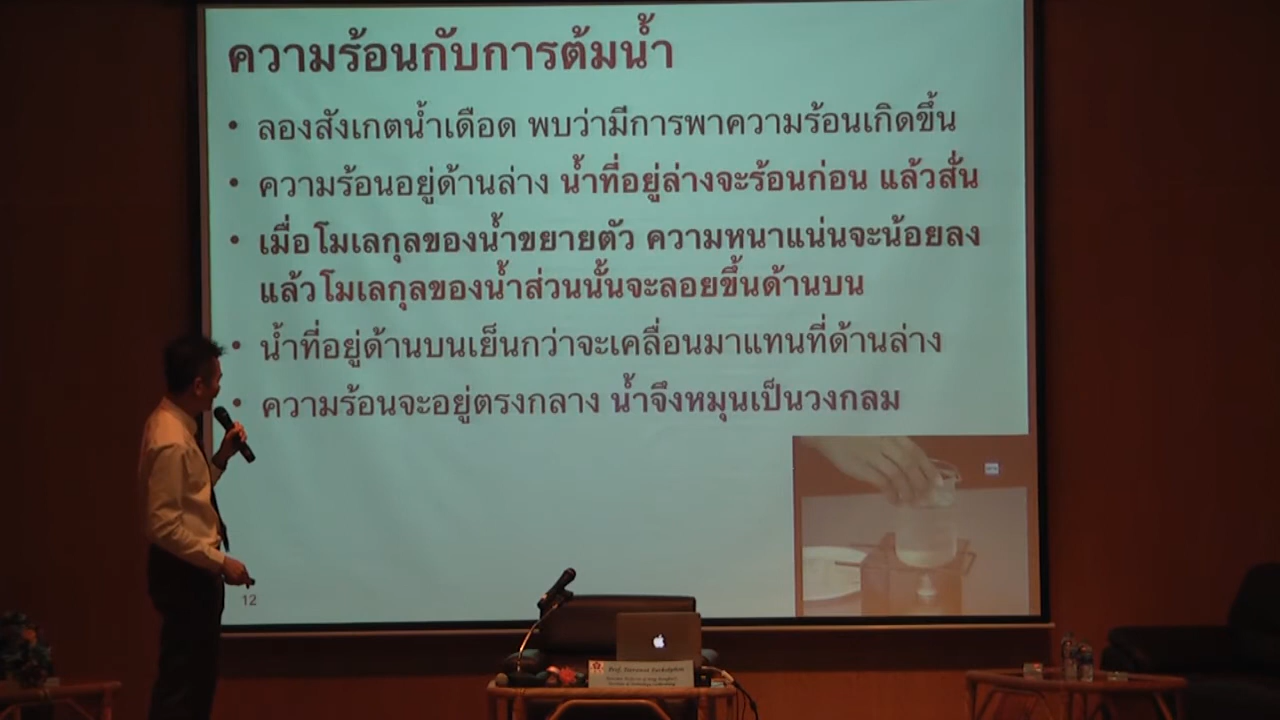 ความร้อนกับการต้มน้ำ
• ลองสังเกตน้ำเดือด พบว่ามีการพาความร้อนเกิดขึ้น
• ความร้อนอยู่ด้านล่าง น้ำที่อยู่ล่างจะร้อนก่อน แล้วสั่น
• เมื่อโมเลกุลของน้ำขยายตัว ความหนาแน่นจะน้อยลง
แล้วโมเลกุลของน้ำส่วนนั้นจะลอยขึ้นด้านบน
• น้ำที่อยู่ด้านบนเย็นกว่าจะเคลื่อนมาแทนที่ด้านล่าง
• ความร้อนจะอยู่ตรงกลาง น้ำจึงหมุนเป็นวงกลม
12
Prof.